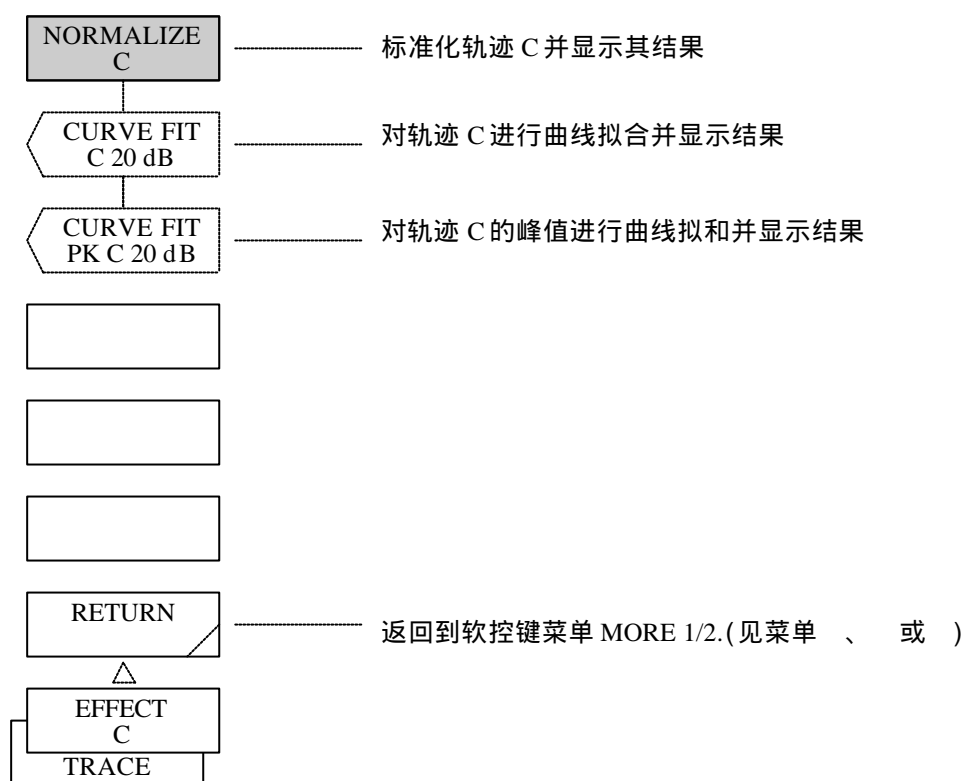 NORMALIZE
C
标准化轨迹 C 并显示其结果
CURVE FIT
C 20 dB
对轨迹 C 进行曲线拟合并显示结果
CURVE FIT
PK C 20 dB
对轨迹 C 的峰值进行曲线拟和并显示结果
RETURN
返回到软控键菜单 MORE 1/2.(见菜单 、 或 )
EFFECT
C
TRACE